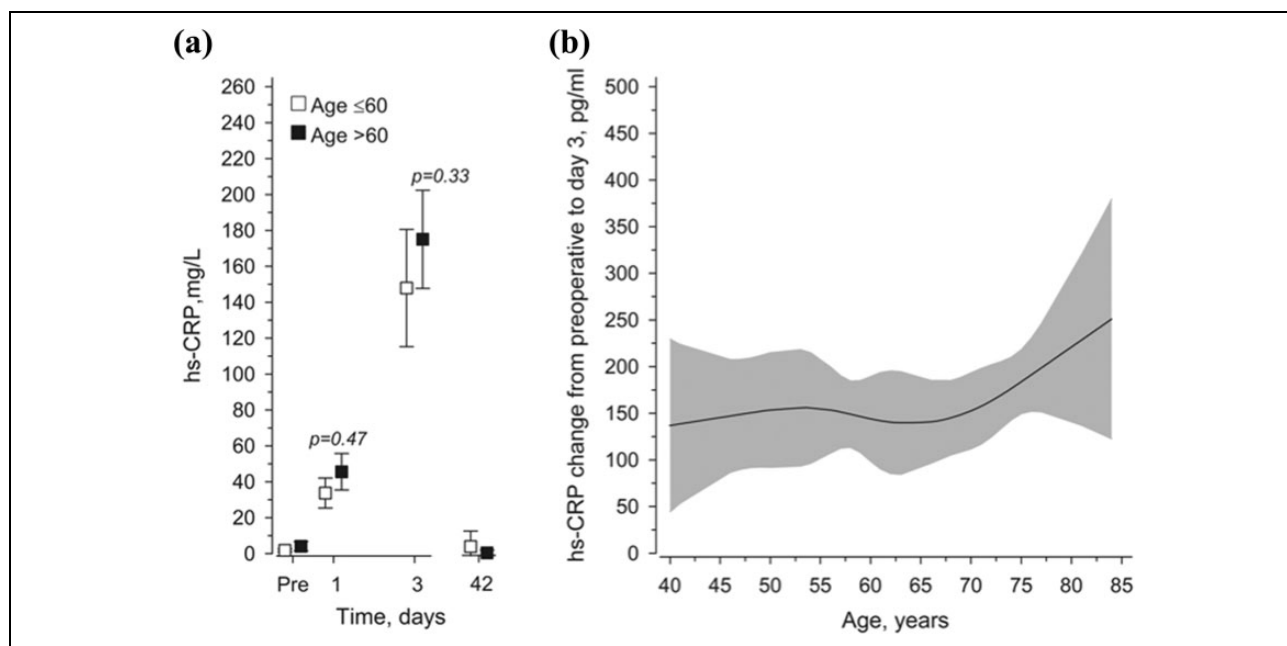 (a)
hs-CRP,mg/L
260
240
220
200
180
160
140
120
100
80
60
40
20
0
Age ≤60
Age >60
p=0.47
p=0.33
Pre 1 3 42
Time, days
(b)
hs-CRP change from preoperative to day 3, pg/ml
500
450
400
350
300
250
200
150
100
50
0
40 45 50 55 60 65 70 75 80 85
Age, years